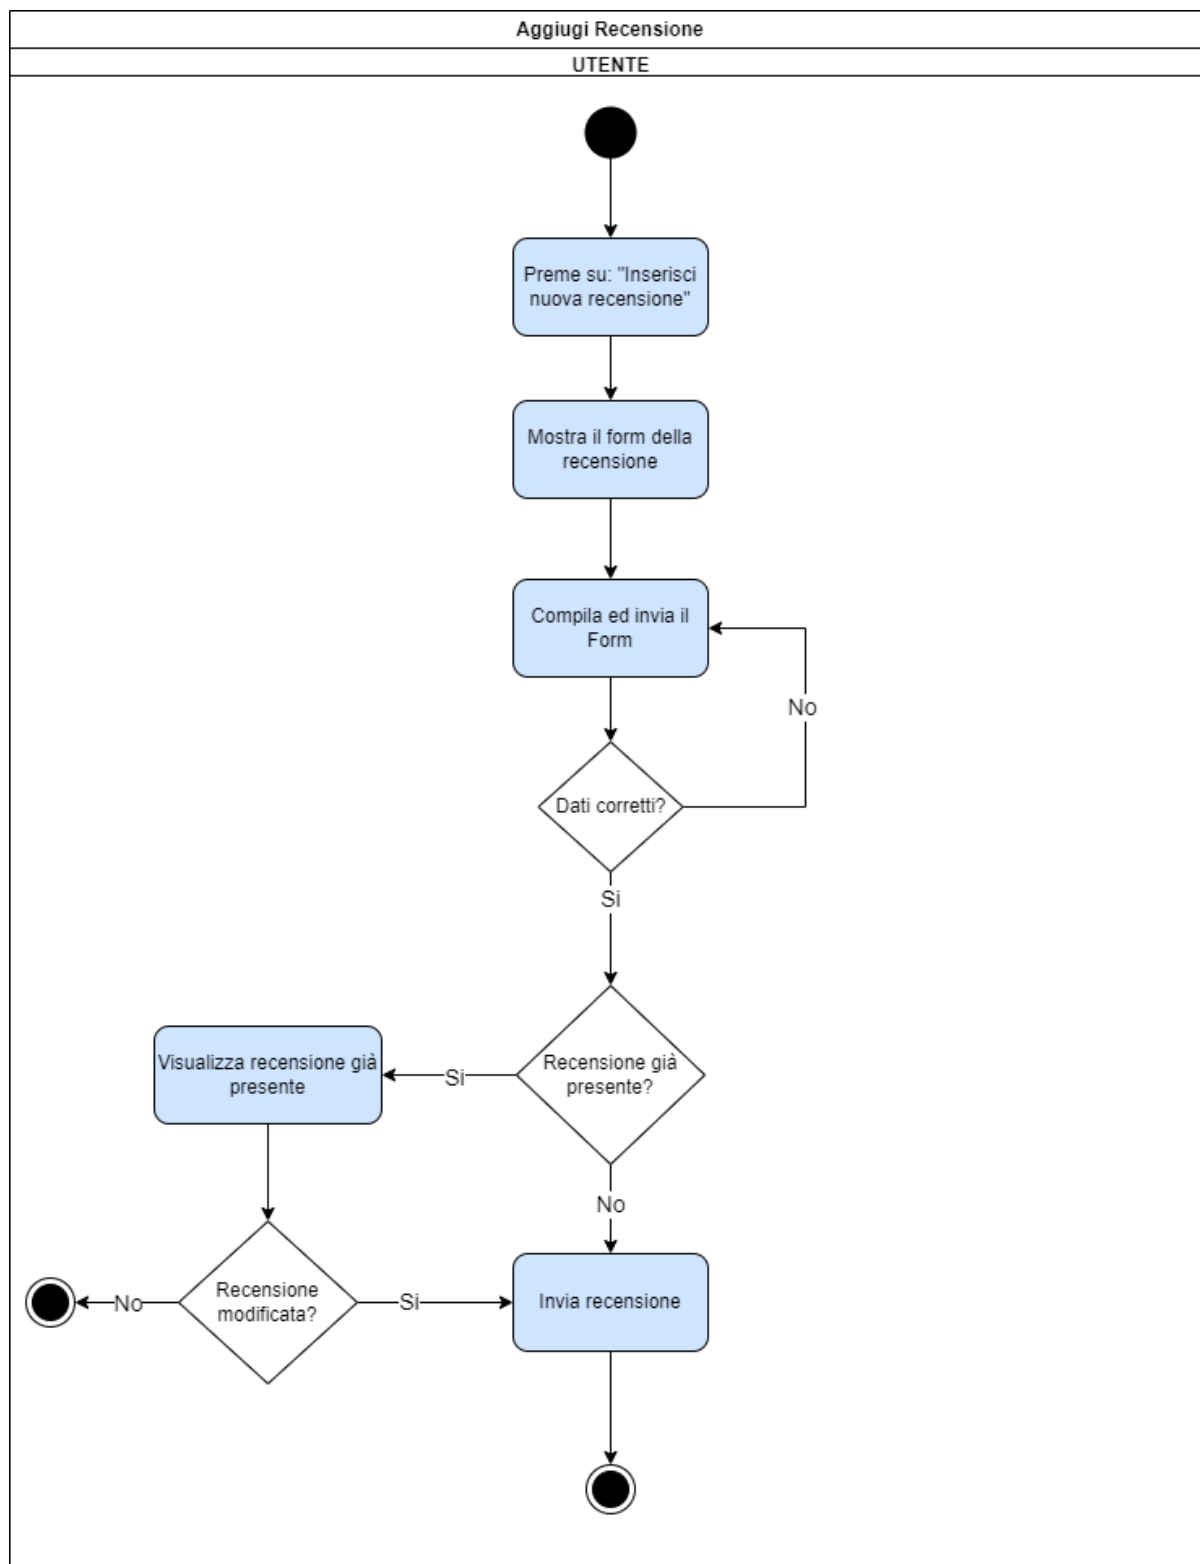 Aggiugi Recensione
UTENTE
Preme su: "Inserisci
nuova recensione"
Mostra il form della
recensione
Compila ed invia il
Form
No
Dati corretti?
Si
Recensione già
presente?
Si
Visualizza recensione già
presente
No
Recensione
modificata?
No
Si
Invia recensione